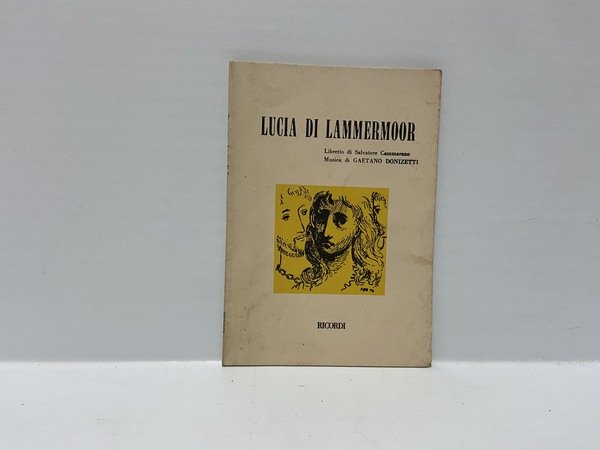 LUCIA DI LAMMERMOOR
Libretto di Salvatore Cammarano
Musica di GAETANO DONIZETTI
RICORDI